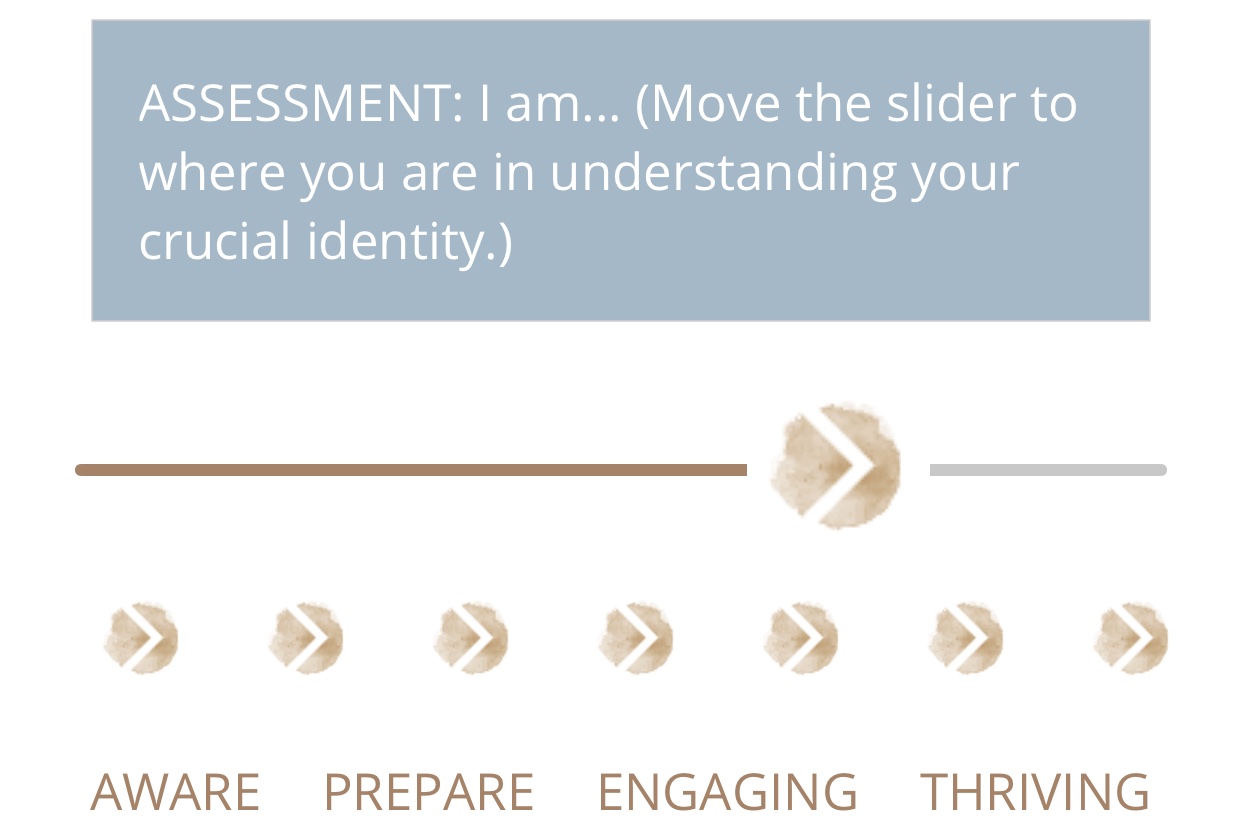 ASSESSMENT: I am... (Move the slider to
where you are in understanding your
crucial identity.)
AWARE PREPARE ENGAGING THRIVING